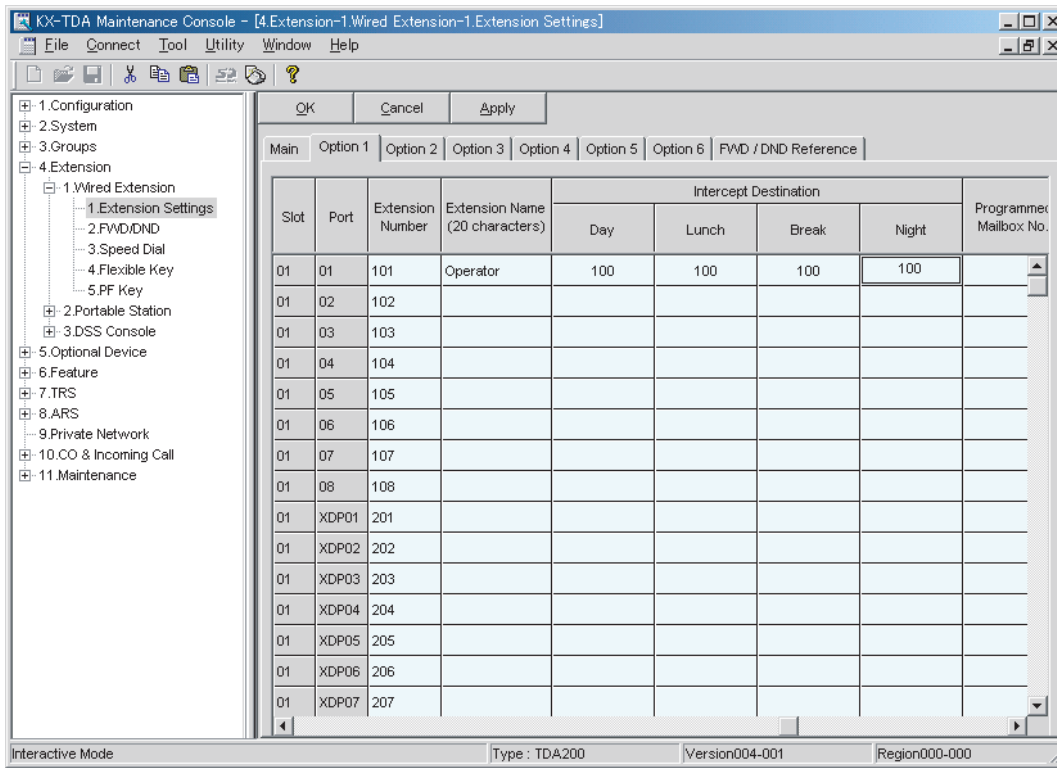 KX-TDA Maintenance Console - [4.Extension-1.Wired Extension-1.Extension Settings]
File Connect Tool Utility Window Help
1.Configuration
2.System
3.Groups
4.Extension
1.Wired Extension
1.Extension Settings
2.FWD/DND
3.Speed Dial
4.Flexible Key
5.PF Key
2.Portable Station
3.DSS Console
5.Optional Device
6.Feature
7.TRS
8.ARS
9.Private Network
10.CO & Incoming Call
11.Maintenance
OK Cancel Apply
Main Option 1 Option 2 Option 3 Option 4 Option 5 Option 6 FWD / DND Reference
Slot Port Extension Number Extension Name (20 characters) Intercept Destination Day Lunch Break Night Programmed Mailbox No.
01 01 101 Operator 100 100 100 100
01 02 102
01 03 103
01 04 104
01 05 105
01 06 106
01 07 107
01 08 108
01 XDP01 201
01 XDP02 202
01 XDP03 203
01 XDP04 204
01 XDP05 205
01 XDP06 206
01 XDP07 207
Interactive Mode Type : TDA200 Version004-001 Region000-000